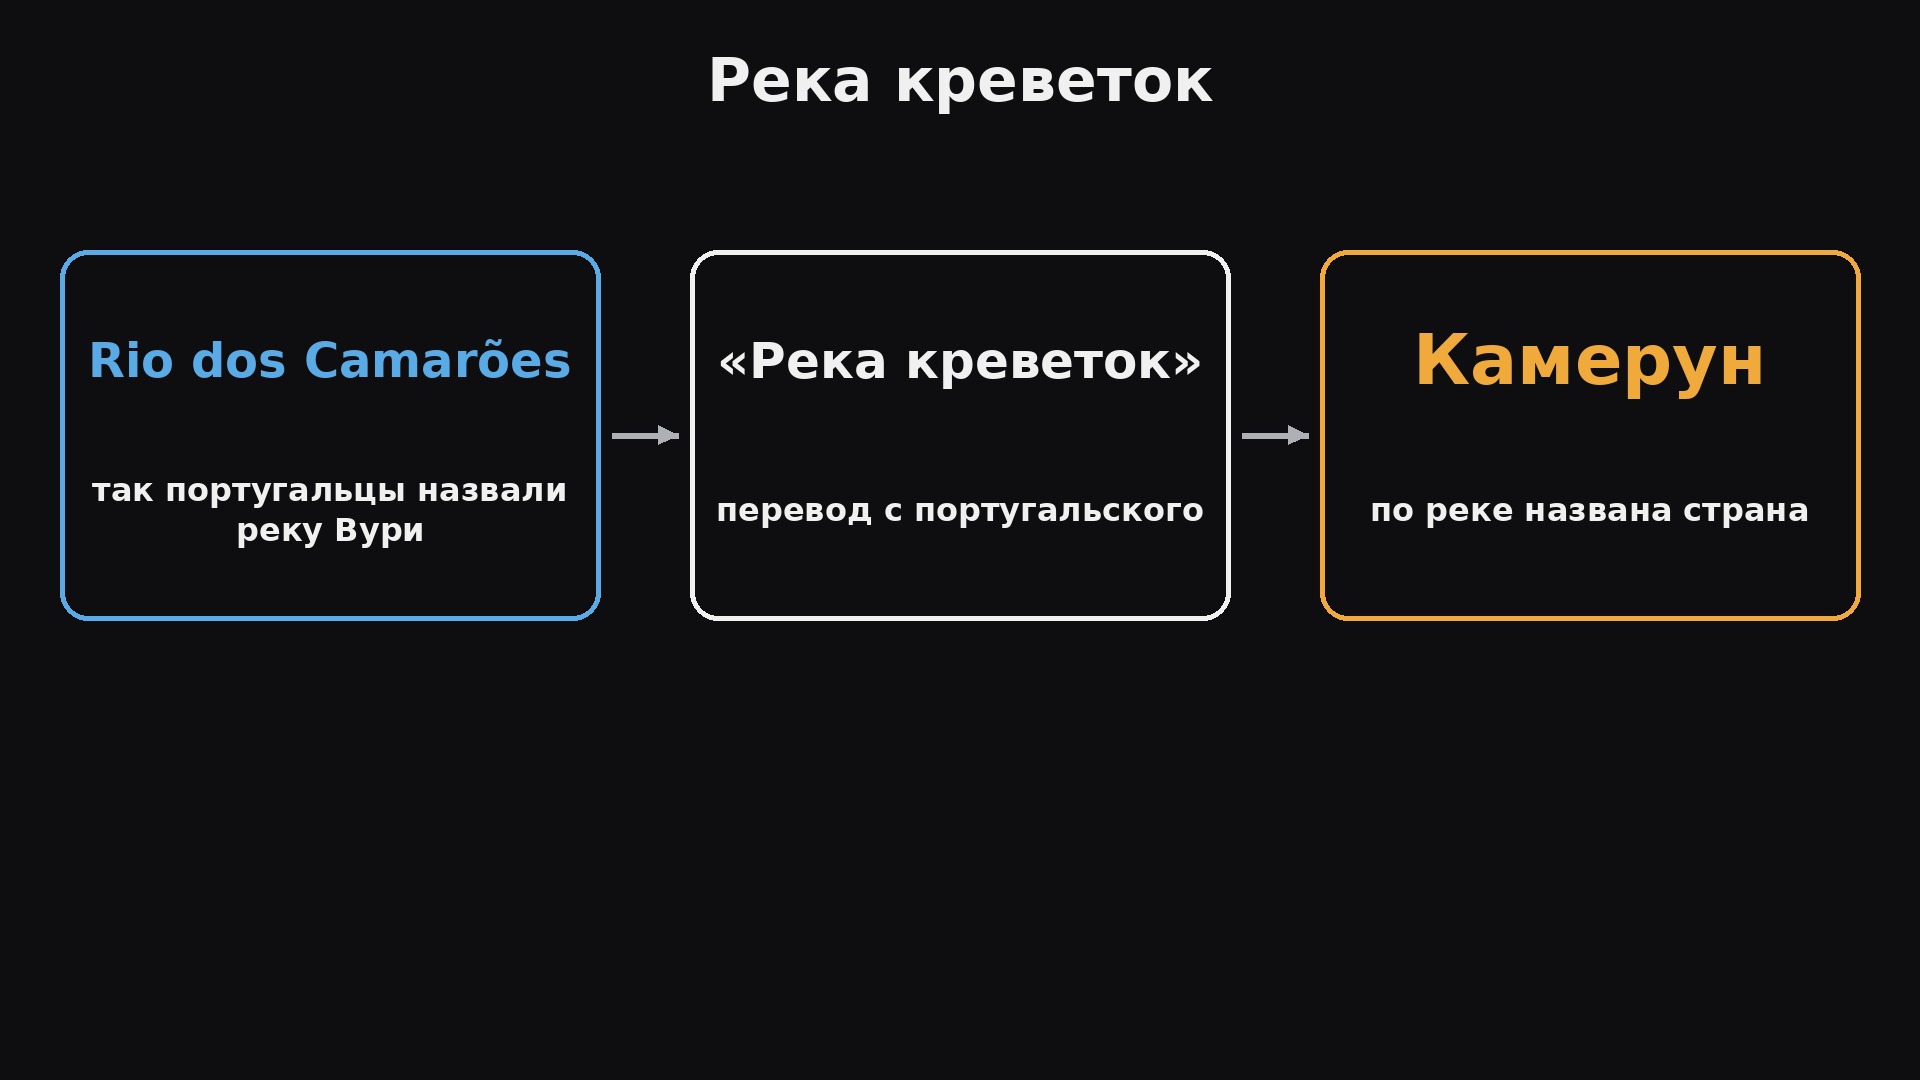 Река креветок
Rio dos Camarões
так португальцы назвали
реку Вури
«Река креветок»
перевод с португальского
Камерун
по реке названа страна